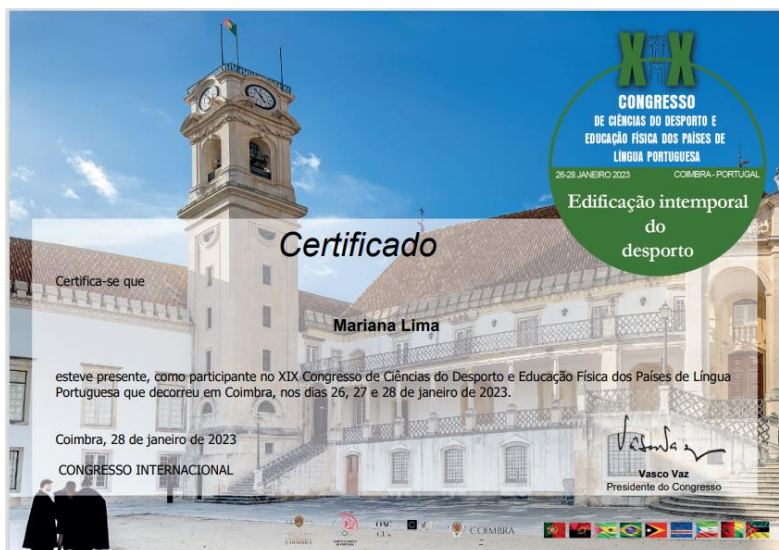 XIX
CONGRESSO
DE CIÊNCIAS DO DESPORTO E
EDUCAÇÃO FÍSICA DOS PAÍSES DE
LÍNGUA PORTUGUESA
26-28 JANEIRO 2023 COIMBRA - PORTUGAL
Edificação intemporal
do
desporto
Certificado
Certifica-se que
Mariana Lima
esteve presente, como participante no XIX Congresso de Ciências do Desporto e Educação Física dos Países de Língua
Portuguesa que decorreu em Coimbra, nos dias 26, 27 e 28 de janeiro de 2023.
Coimbra, 28 de janeiro de 2023
CONGRESSO INTERNACIONAL
Vasco Vaz
Presidente do Congresso
COIMBRA